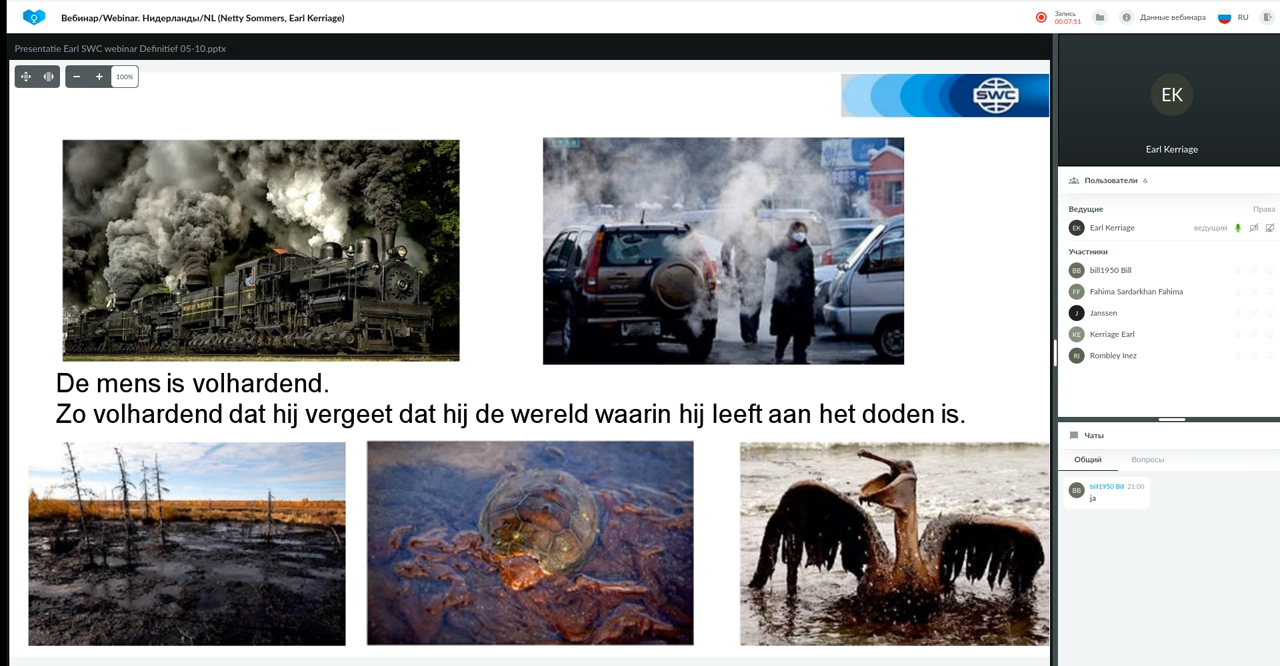 Вебинар/Webinar. Нидерланды/NL (Netty Sommers, Earl Kerriage)
Запись
00:07:51
Данные вебинара
RU
Presentatie Earl SWC webinar Definitief 05-10.pptx
100%
SWC
EK
Earl Kerriage
De mens is volhardend.
Zo volhardend dat hij vergeet dat hij de wereld waarin hij leeft aan het doden is.
Пользователи 6
Ведущие Права
EK Earl Kerriage ведущий
Участники
BB bill1950 Bill
FF Fahima Sardarkhan Fahima
J Janssen
KE Kerriage Earl
RI Rombley Inez
Чаты
Общий Вопросы
BB bill1950 Bill 21:00
ja